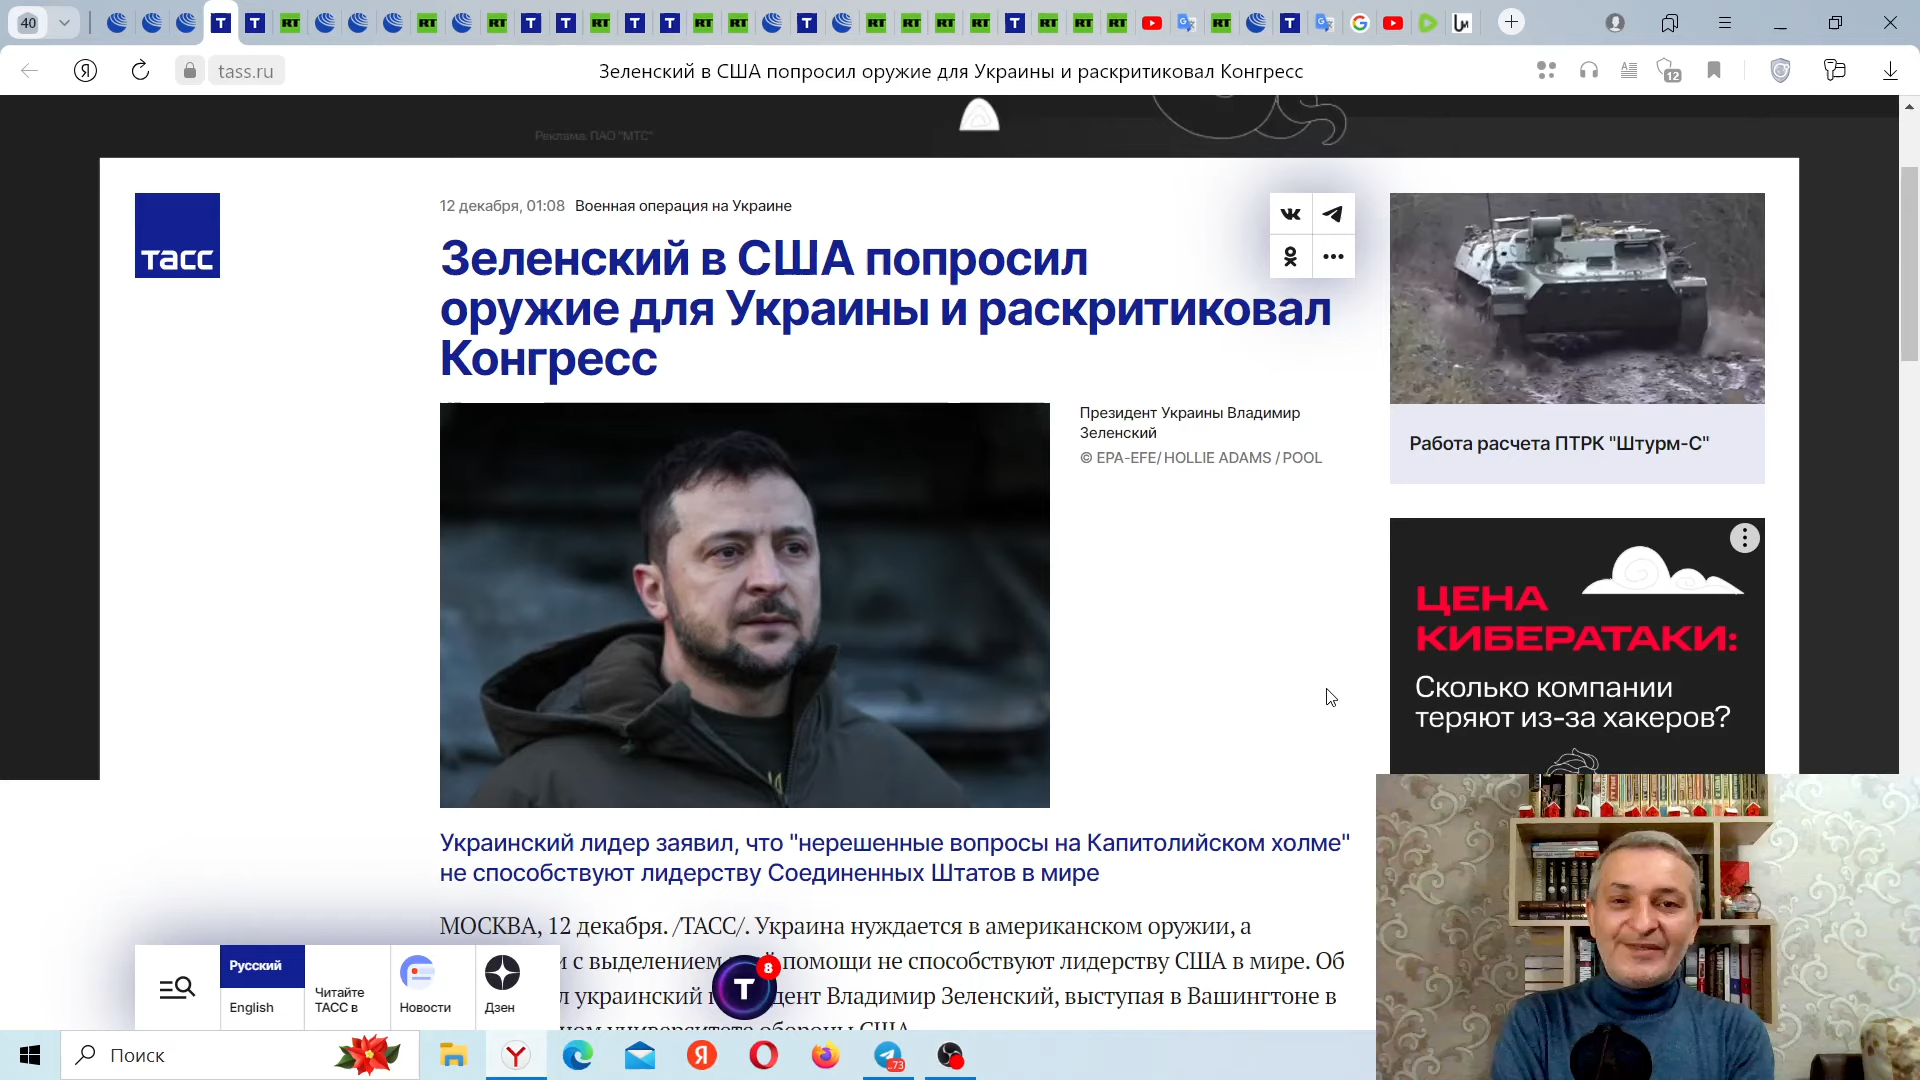 40
tass.ru
Зеленский в США попросил оружие для Украины и раскритиковал Конгресс
12
Реклама. ПАО "МТС"
ТАСС
12 декабря, 01:08 Военная операция на Украине
Зеленский в США попросил
оружие для Украины и раскритиковал
Конгресс
Президент Украины Владимир
Зеленский
© EPA-EFE/ HOLLIE ADAMS / POOL
Работа расчета ПТРК "Штурм-С"
ЦЕНА
КИБЕРАТАКИ:
Сколько компании
теряют из-за хакеров?
Украинский лидер заявил, что "нерешенные вопросы на Капитолийском холме"
не способствуют лидерству Соединенных Штатов в мире
МОСКВА, 12 декабря. /ТАСС/. Украина нуждается в американском оружии, а
с выделением помощи не способствуют лидерству США в мире. Об
украинский Владимир Зеленский, выступая в Вашингтоне в
университете обороны США
Русский
English
Читайте
ТАСС в
Новости
Дзен
T
8
Поиск
73